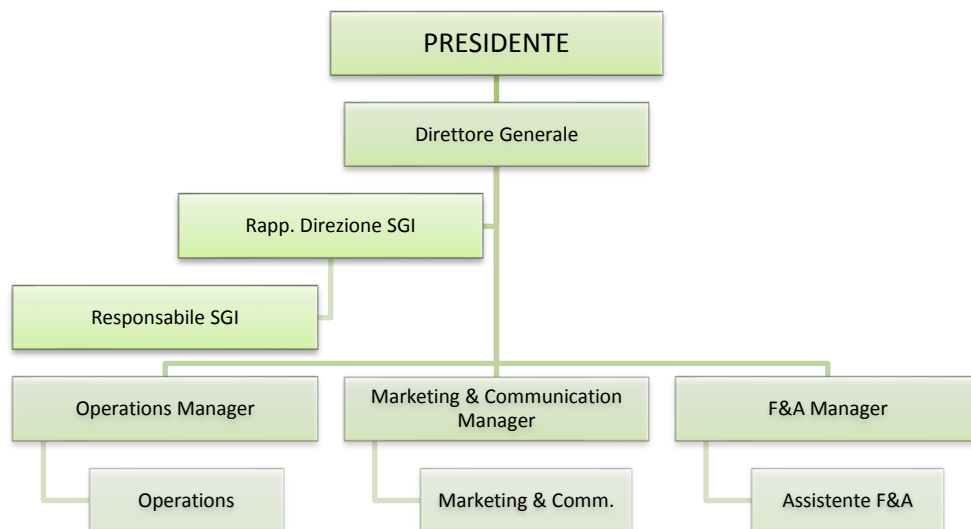 PRESIDENTE
Direttore Generale
Rapp. Direzione SGI
Responsabile SGI
Operations Manager
Marketing & Communication
Manager
F&A Manager
Operations
Marketing & Comm.
Assistente F&A